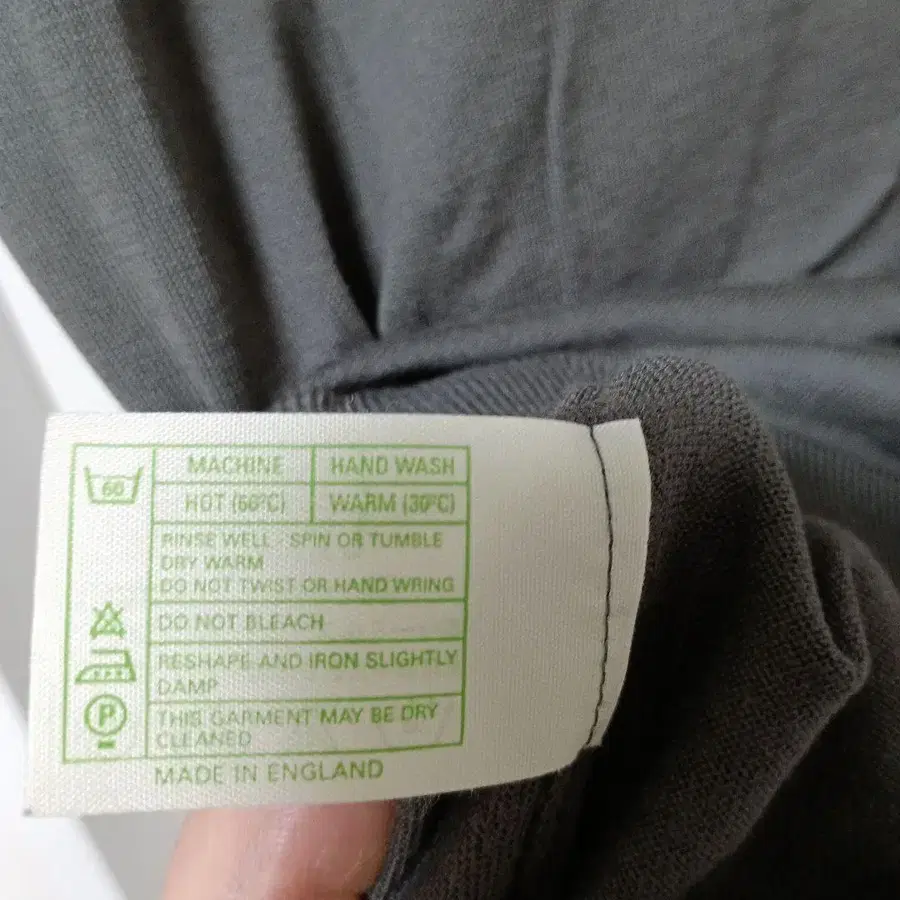 60
MACHINE
HAND WASH
HOT (60°C)
WARM (30°C)
RINSE WELL - SPIN OR TUMBLE
DRY WARM
DO NOT TWIST OR HAND WRING
DO NOT BLEACH
RESHAPE AND IRON SLIGHTLY
DAMP
P
THIS GARMENT MAY BE DRY
CLEANED
MADE IN ENGLAND